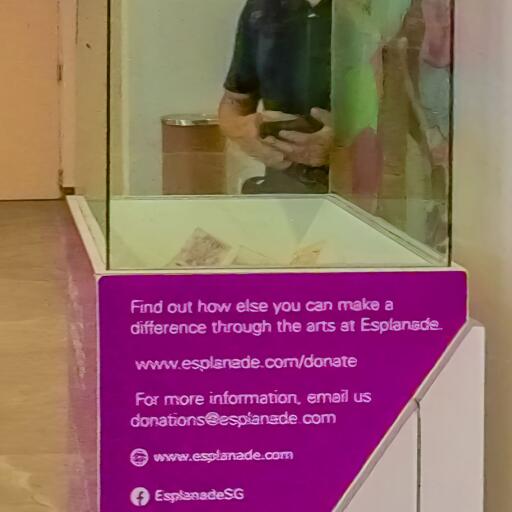 Find out how else you can make a
difference through the arts at Esplanade.
www.esplanade.com/donate
For more information, email us
donations@esplanade.com
www.esplanade.com
EsplanadeSG